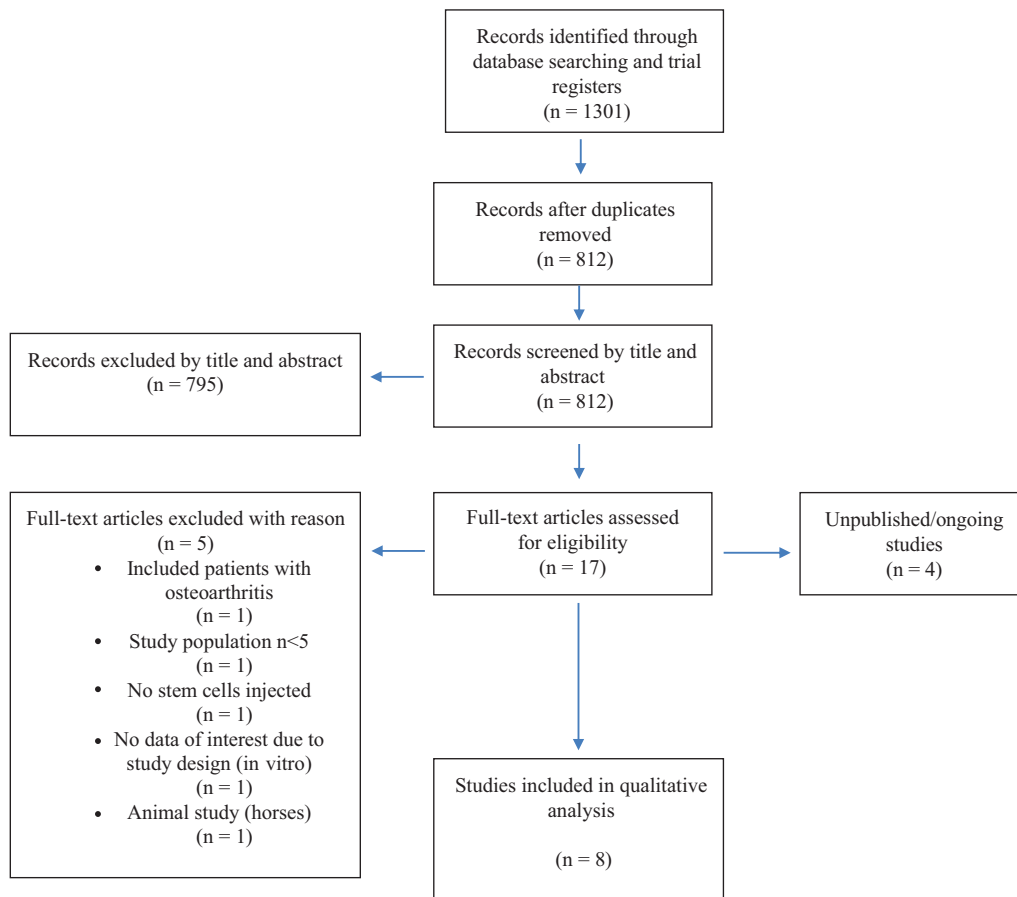 Records identified through
database searching and trial
registers
(n = 1301)
Records after duplicates
removed
(n = 812)
Records screened by title and
abstract
(n = 812)
Records excluded by title and abstract
(n = 795)
Full-text articles assessed
for eligibility
(n = 17)
Full-text articles excluded with reason
(n = 5)
• Included patients with
osteoarthritis
(n = 1)
• Study population n<5
(n = 1)
• No stem cells injected
(n = 1)
• No data of interest due to
study design (in vitro)
(n = 1)
• Animal study (horses)
(n = 1)
Unpublished/ongoing
studies
(n = 4)
Studies included in qualitative
analysis
(n = 8)